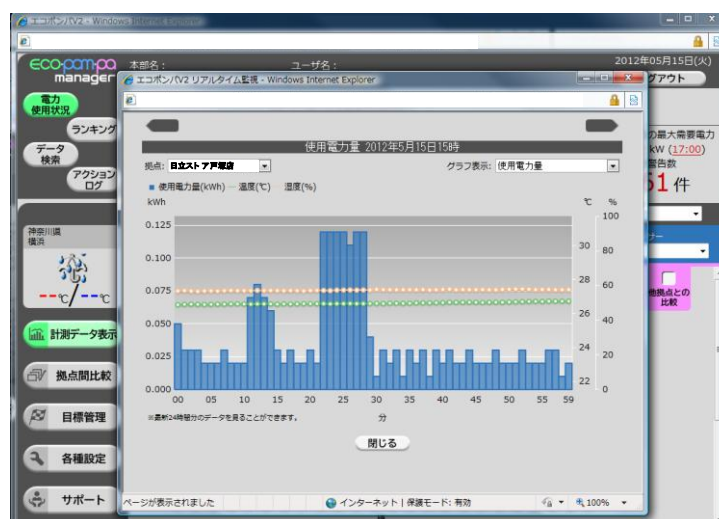 エコポンパV2 - Windows Internet Explorer
eco-pom-pa
manager
本部名：
ユーザ名：
2012年05月15日(火)
グアウト
電力
使用状況
ランキング
データ
検索
アクション
ログ
神奈川県
横浜
--℃/--℃
計測データ表示
拠点間比較
目標管理
各種設定
サポート
の最大需要電力
kW (17:00)
警告数
51 件
サー
他拠点との
比較
エコポンパV2 リアルタイム監視 - Windows Internet Explorer
使用電力量 2012年5月15日15時
拠点: 日立ストア戸塚店
グラフ表示: 使用電力量
使用電力量(kWh) 温度(℃) 湿度(%)
kWh ℃ %
0.125 0.100 0.075 0.050 0.025 0.000
30 28 26 24 22
100 80 60 40 20 0
00 05 10 15 20 25 30 35 40 45 50 55 59
分
※最新24時間分のデータを見ることができます。
閉じる
ページが表示されました
インターネット | 保護モード: 有効
100%